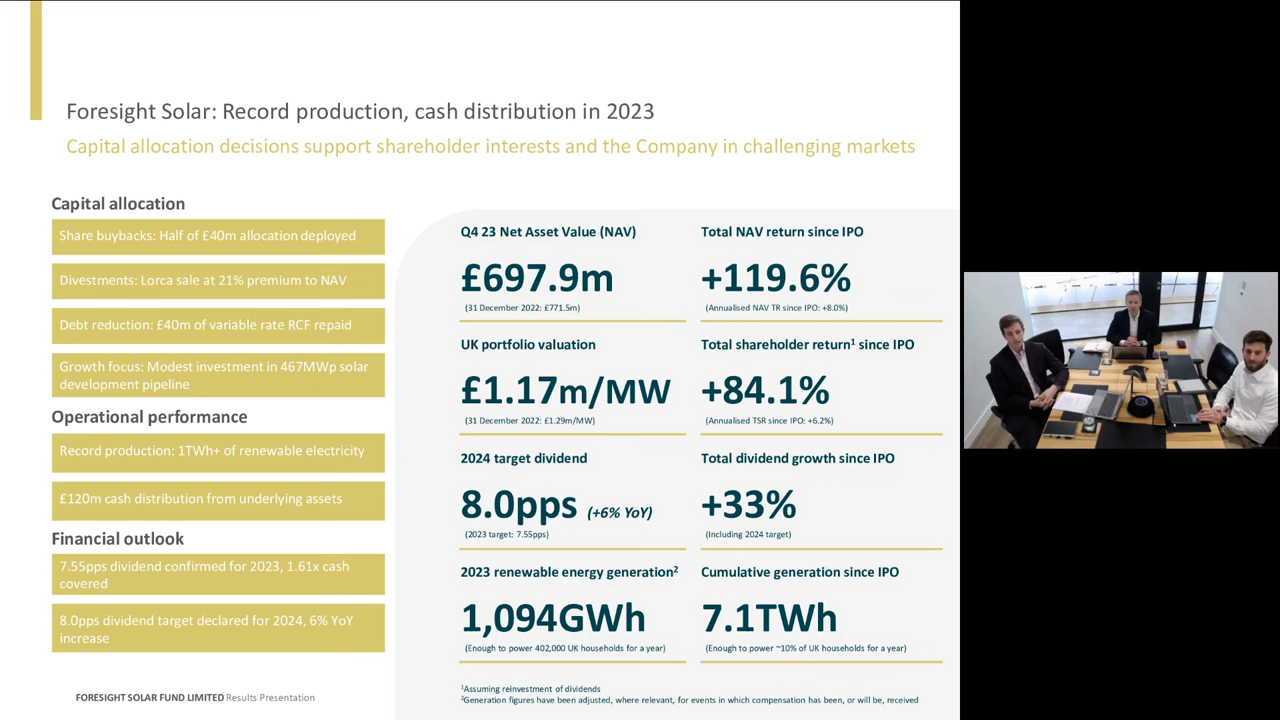 Foresight Solar: Record production, cash distribution in 2023
Capital allocation decisions support shareholder interests and the Company in challenging markets
Capital allocation
Share buybacks: Half of £40m allocation deployed
Divestments: Lorca sale at 21% premium to NAV
Debt reduction: £40m of variable rate RCF repaid
Growth focus: Modest investment in 467MWp solar
development pipeline
Operational performance
Record production: 1TWh+ of renewable electricity
£120m cash distribution from underlying assets
Financial outlook
7.55pps dividend confirmed for 2023, 1.61x cash
covered
8.0pps dividend target declared for 2024, 6% YoY
increase
Q4 23 Net Asset Value (NAV)
£697.9m
(31 December 2022: £771.5m)
Total NAV return since IPO
+119.6%
(Annualised NAV TR since IPO: +8.0%)
UK portfolio valuation
£1.17m/MW
(31 December 2022: £1.29m/MW)
Total shareholder return¹ since IPO
+84.1%
(Annualised TSR since IPO: +6.2%)
2024 target dividend
8.0pps (+6% YoY)
(2023 target: 7.55pps)
Total dividend growth since IPO
+33%
(Including 2024 target)
2023 renewable energy generation²
1,094GWh
(Enough to power 402,000 UK households for a year)
Cumulative generation since IPO
7.1TWh
(Enough to power ~10% of UK households for a year)
¹Assuming reinvestment of dividends
²Generation figures have been adjusted, where relevant, for events in which compensation has been, or will be, received
FORESIGHT SOLAR FUND LIMITED Results Presentation